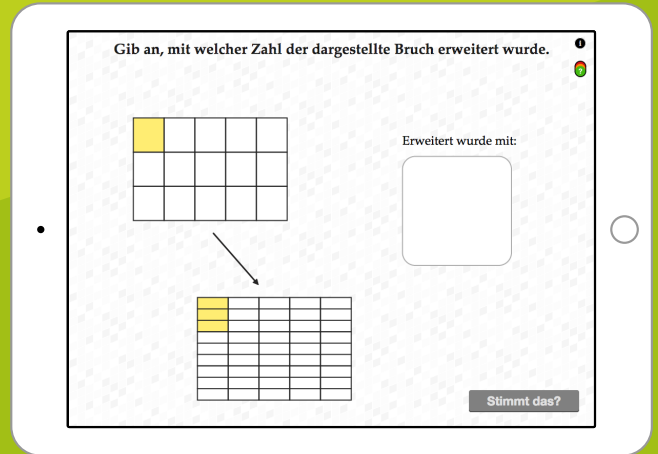 Gib an, mit welcher Zahl der dargestellte Bruch erweitert wurde.
Erweitert wurde mit:
Stimmt das?